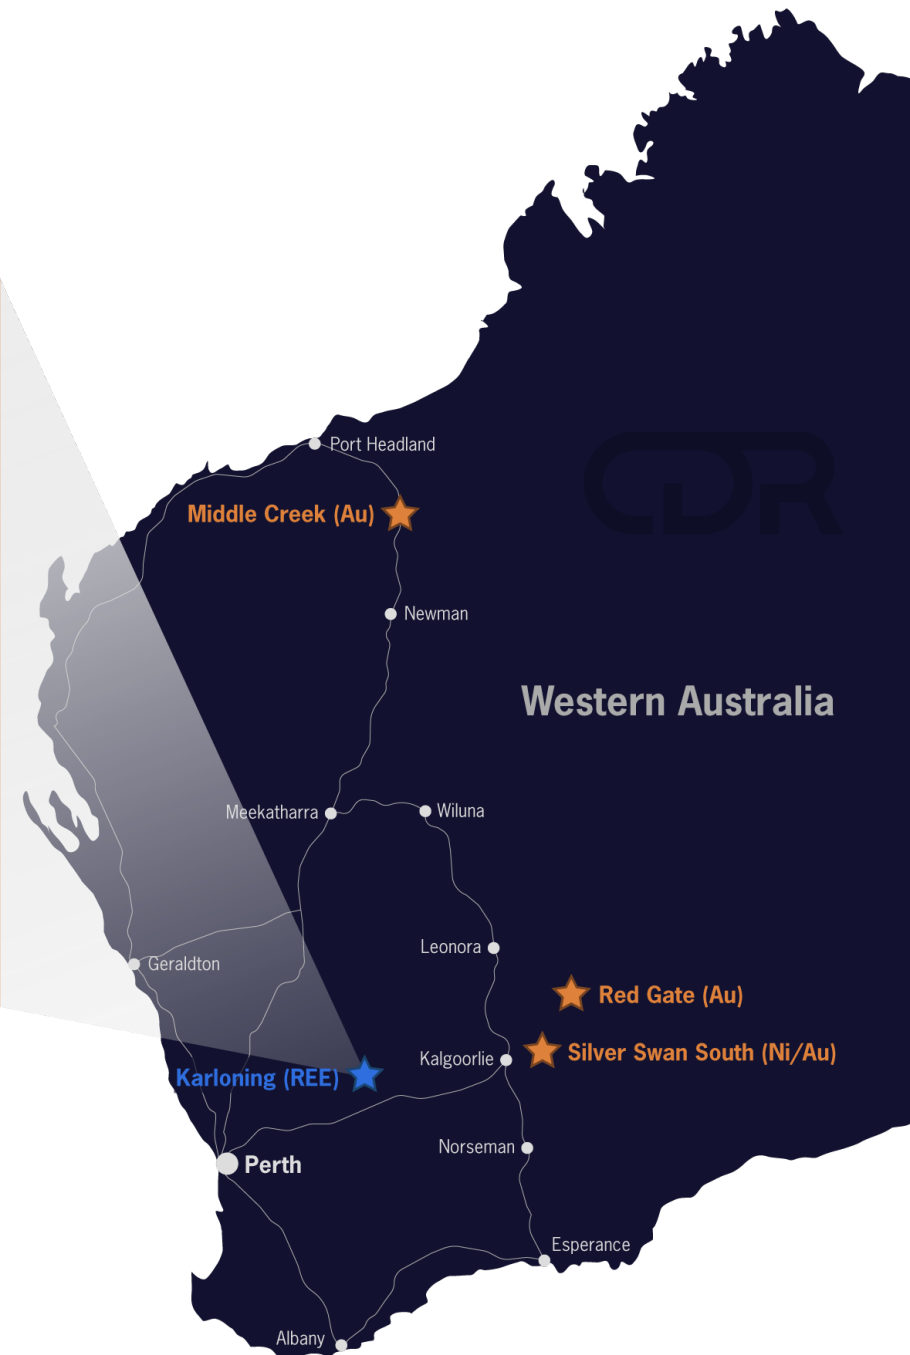 Port Headland
CDR
Middle Creek (Au)
Newman
Western Australia
Meekatharra
Wiluna
Leonora
Geraldton
Red Gate (Au)
Silver Swan South (Ni/Au)
Kalgoorlie
Karloning (REE)
Norseman
Perth
Esperance
Albany